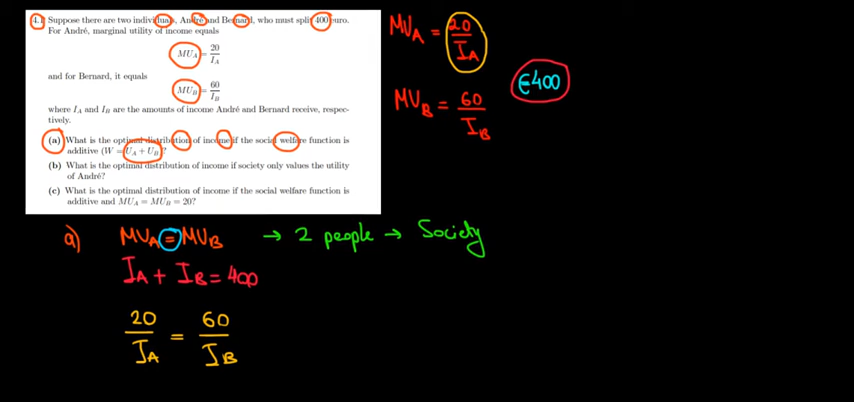 4.1 Suppose there are two individuals, André and Bernard, who must split 400 euro.
For André, marginal utility of income equals
MU_A = 20/I_A
and for Bernard, it equals
MU_B = 60/I_B
where I_A and I_B are the amounts of income André and Bernard receive, respec-
tively.
(a) What is the optimal distribution of income if the social welfare function is
additive (W = U_A + U_B)?
(b) What is the optimal distribution of income if society only values the utility
of André?
(c) What is the optimal distribution of income if the social welfare function is
additive and MU_A = MU_B = 20?
MU_A = 20/I_A
MU_B = 60/I_B
€400
a) MU_A = MU_B → 2 people → Society
I_A + I_B = 400
20/I_A = 60/I_B